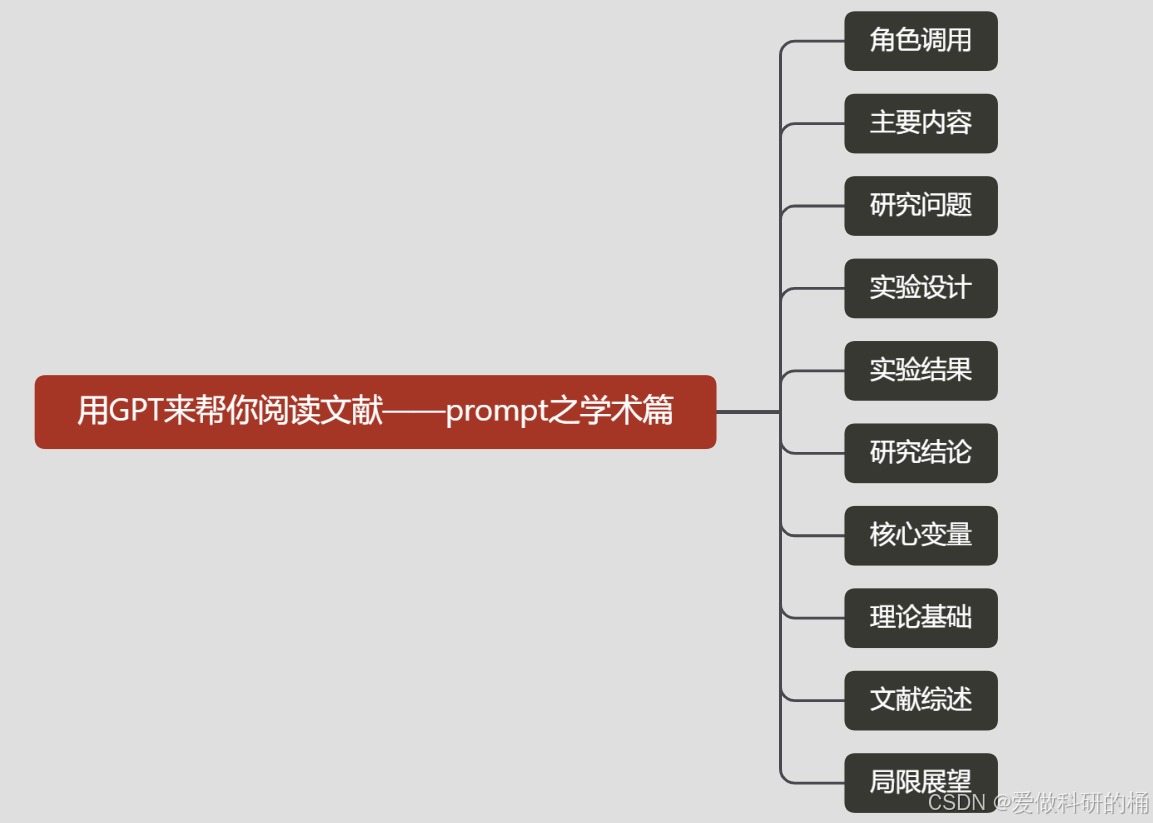 角色调用
主要内容
研究问题
实验设计
实验结果
用GPT来帮你阅读文献——prompt之学术篇
研究结论
核心变量
理论基础
文献综述
局限展望
CSDN @爱做科研的桶